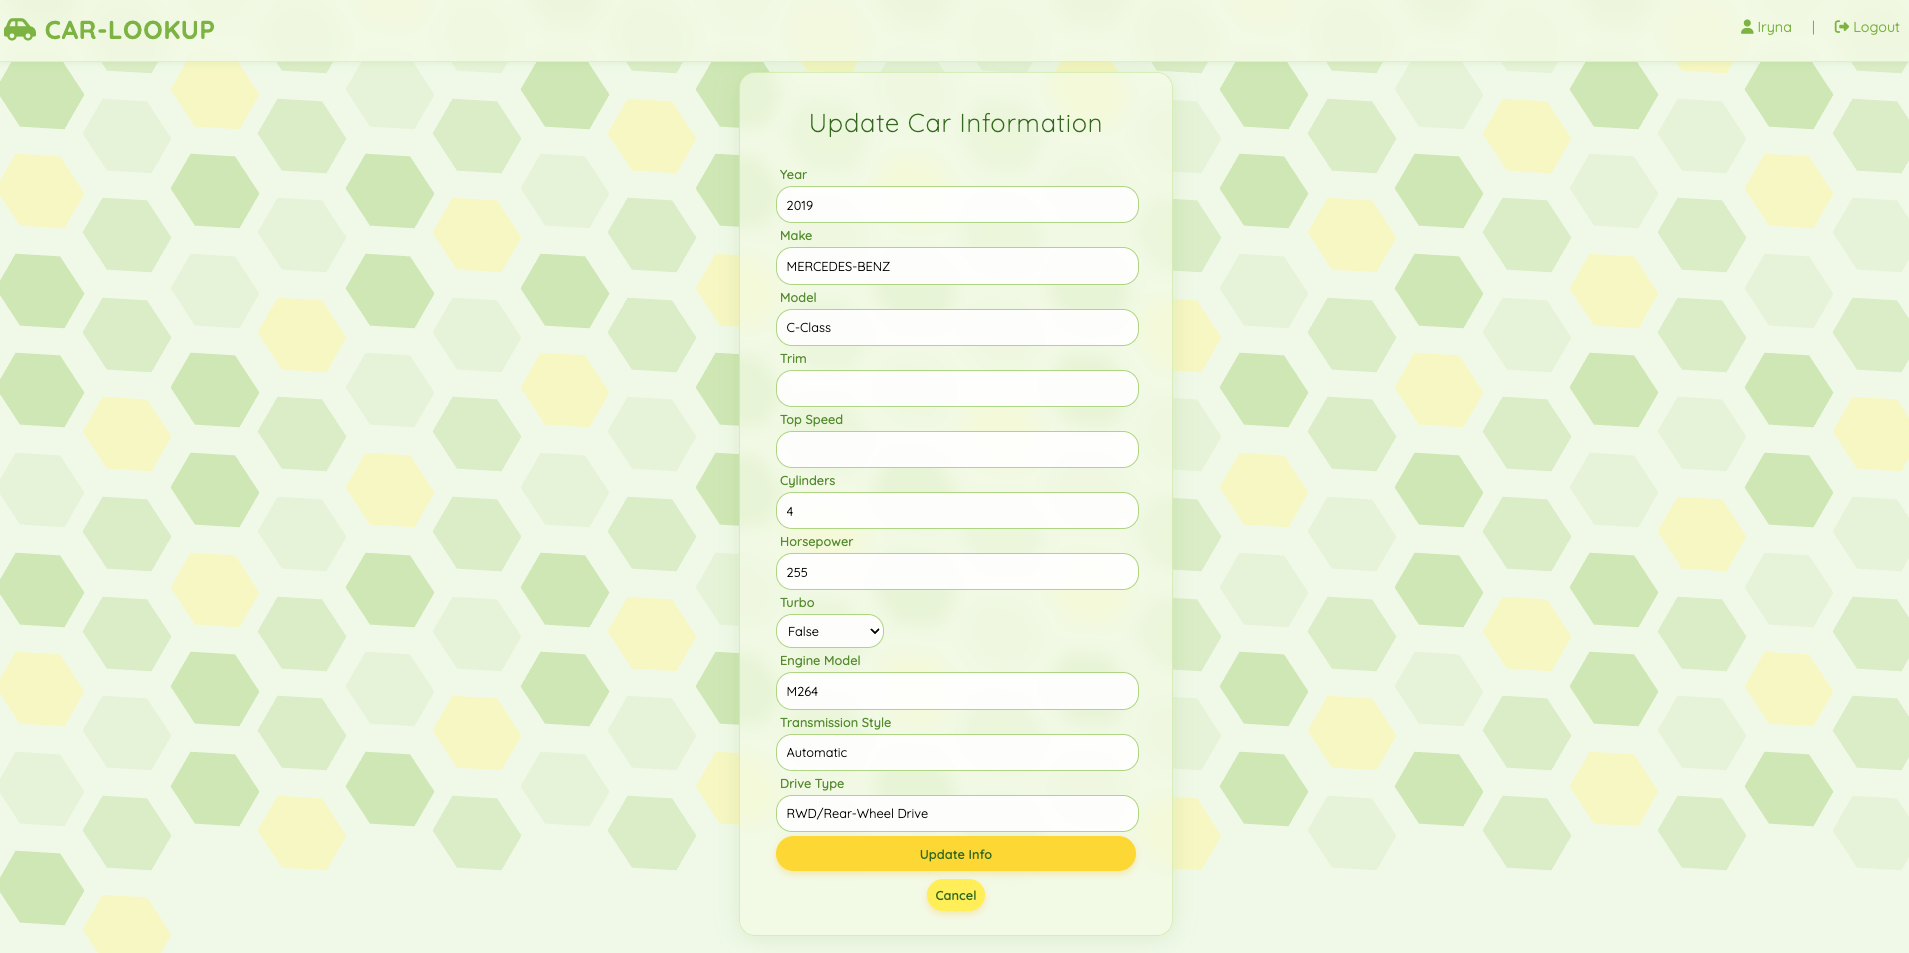 CAR-LOOKUP
Iryna | Logout
Update Car Information
Year
2019
Make
MERCEDES-BENZ
Model
C-Class
Trim
Top Speed
Cylinders
4
Horsepower
255
Turbo
False
Engine Model
M264
Transmission Style
Automatic
Drive Type
RWD/Rear-Wheel Drive
Update Info
Cancel